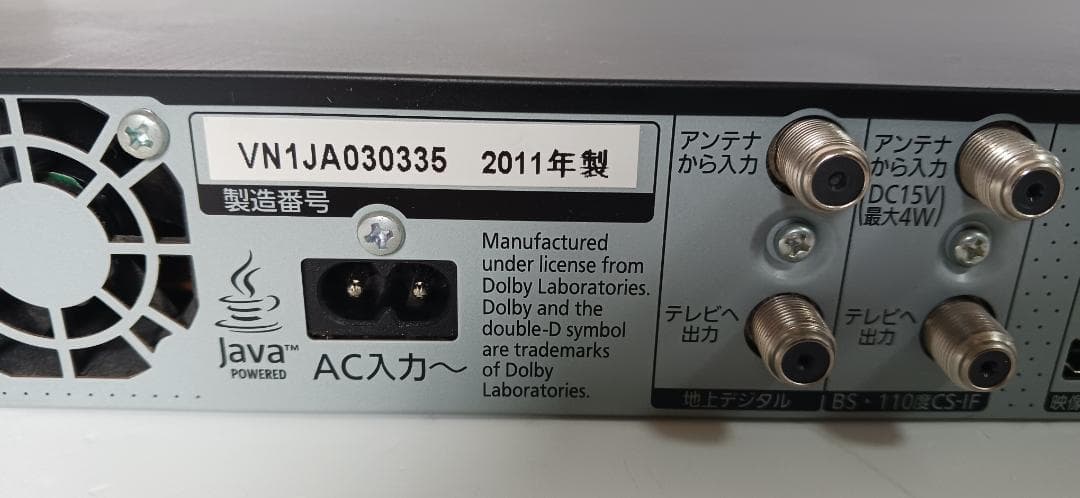 VN1JA030335 2011年製
製造番号
Java™
POWERED
AC入力～
Manufactured
under license from
Dolby Laboratories.
Dolby and the
double-D symbol
are trademarks
of Dolby
Laboratories.
アンテナ
から入力
テレビへ
出力
地上デジタル
アンテナ
から入力
(DC15V
最大4W)
テレビへ
出力
BS・110度CS-IF
映像